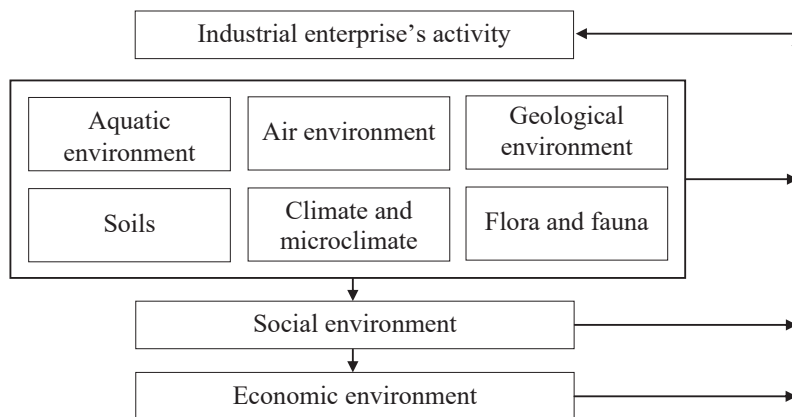 Industrial enterprise’s activity
Aquatic
environment
Air environment
Geological
environment
Soils
Climate and
microclimate
Flora and fauna
Social environment
Economic environment